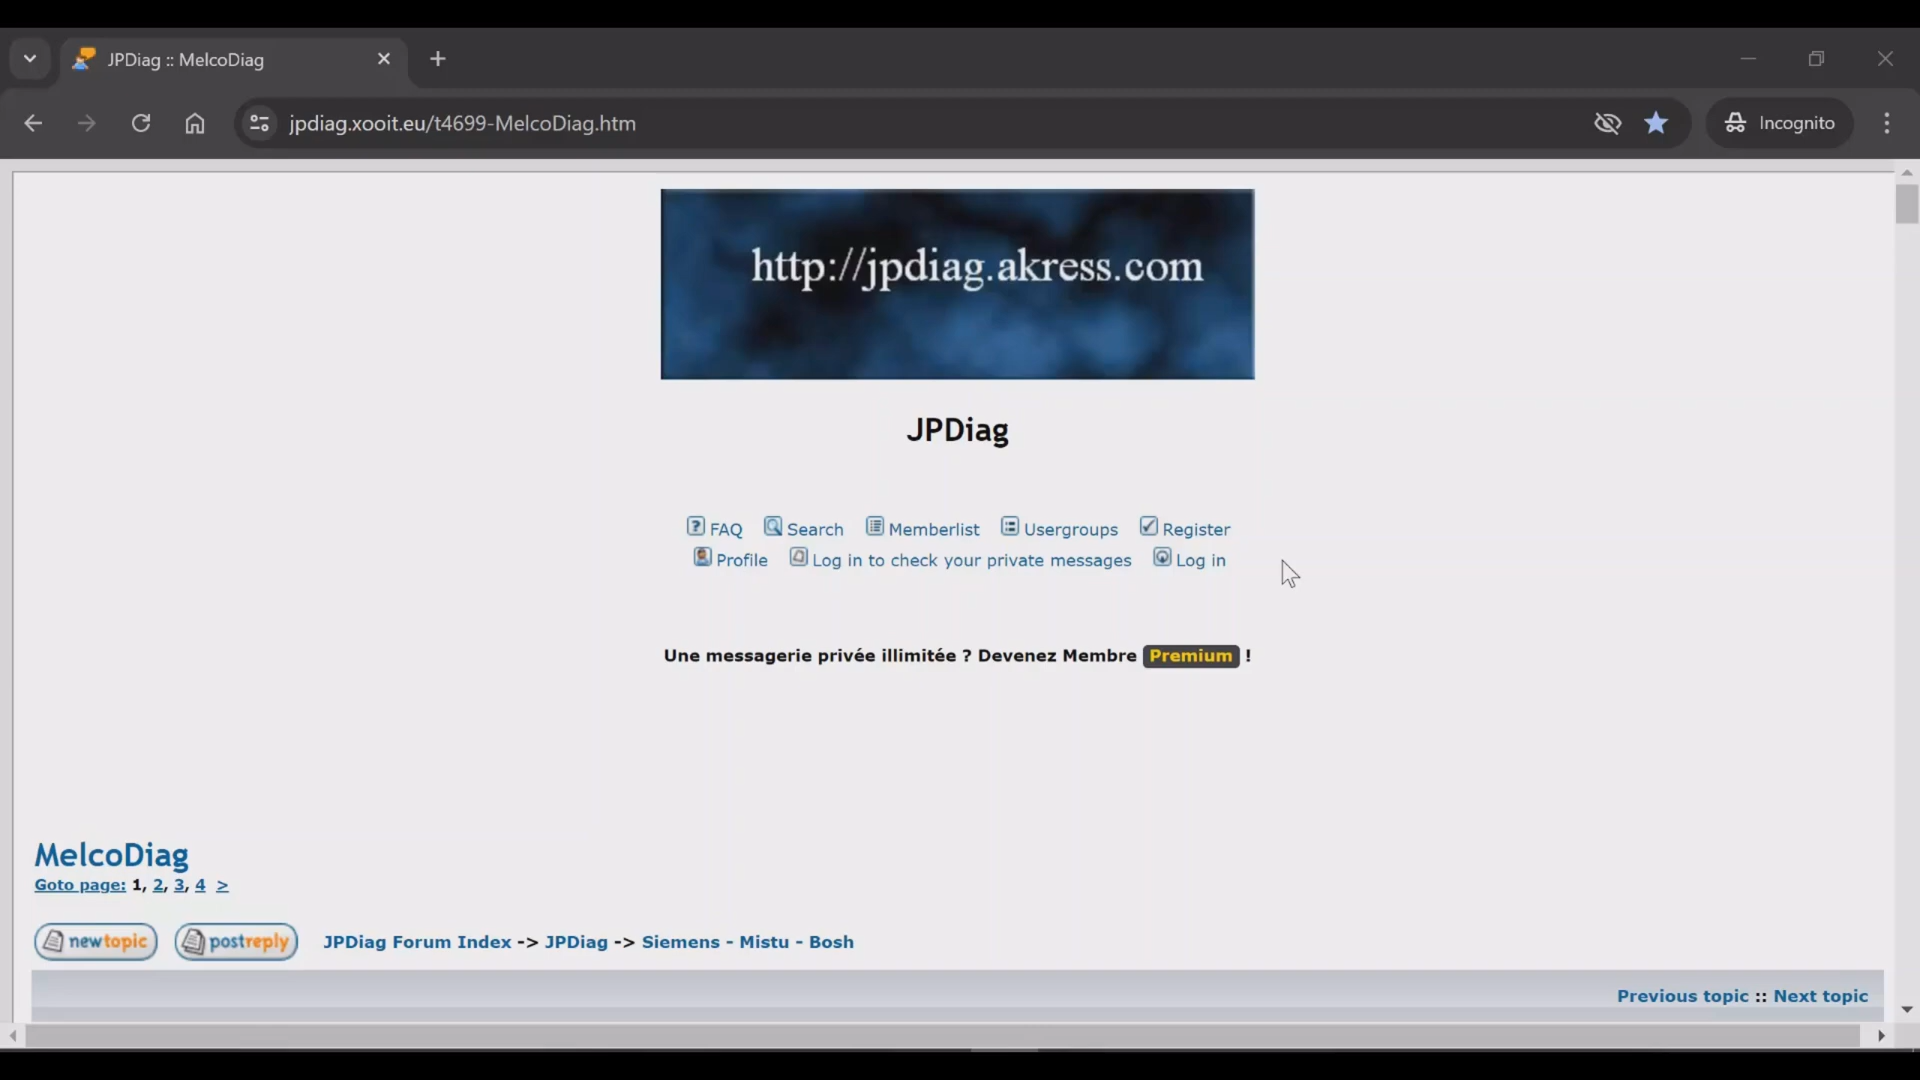 JPDiag :: MelcoDiag
jpdiag.xooit.eu/t4699-MelcoDiag.htm
Incognito
http://jpdiag.akress.com
JPDiag
FAQ Search Memberlist Usergroups Register
Profile Log in to check your private messages Log in
Une messagerie privée illimitée ? Devenez Membre Premium !
MelcoDiag
Goto page: 1, 2, 3, 4 >
newtopic postreply JPDiag Forum Index -> JPDiag -> Siemens - Mistu - Bosh
Previous topic :: Next topic